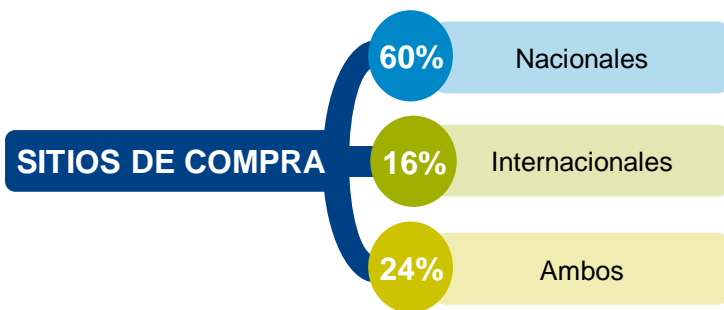 SITIOS DE COMPRA
60% Nacionales
16% Internacionales
24% Ambos